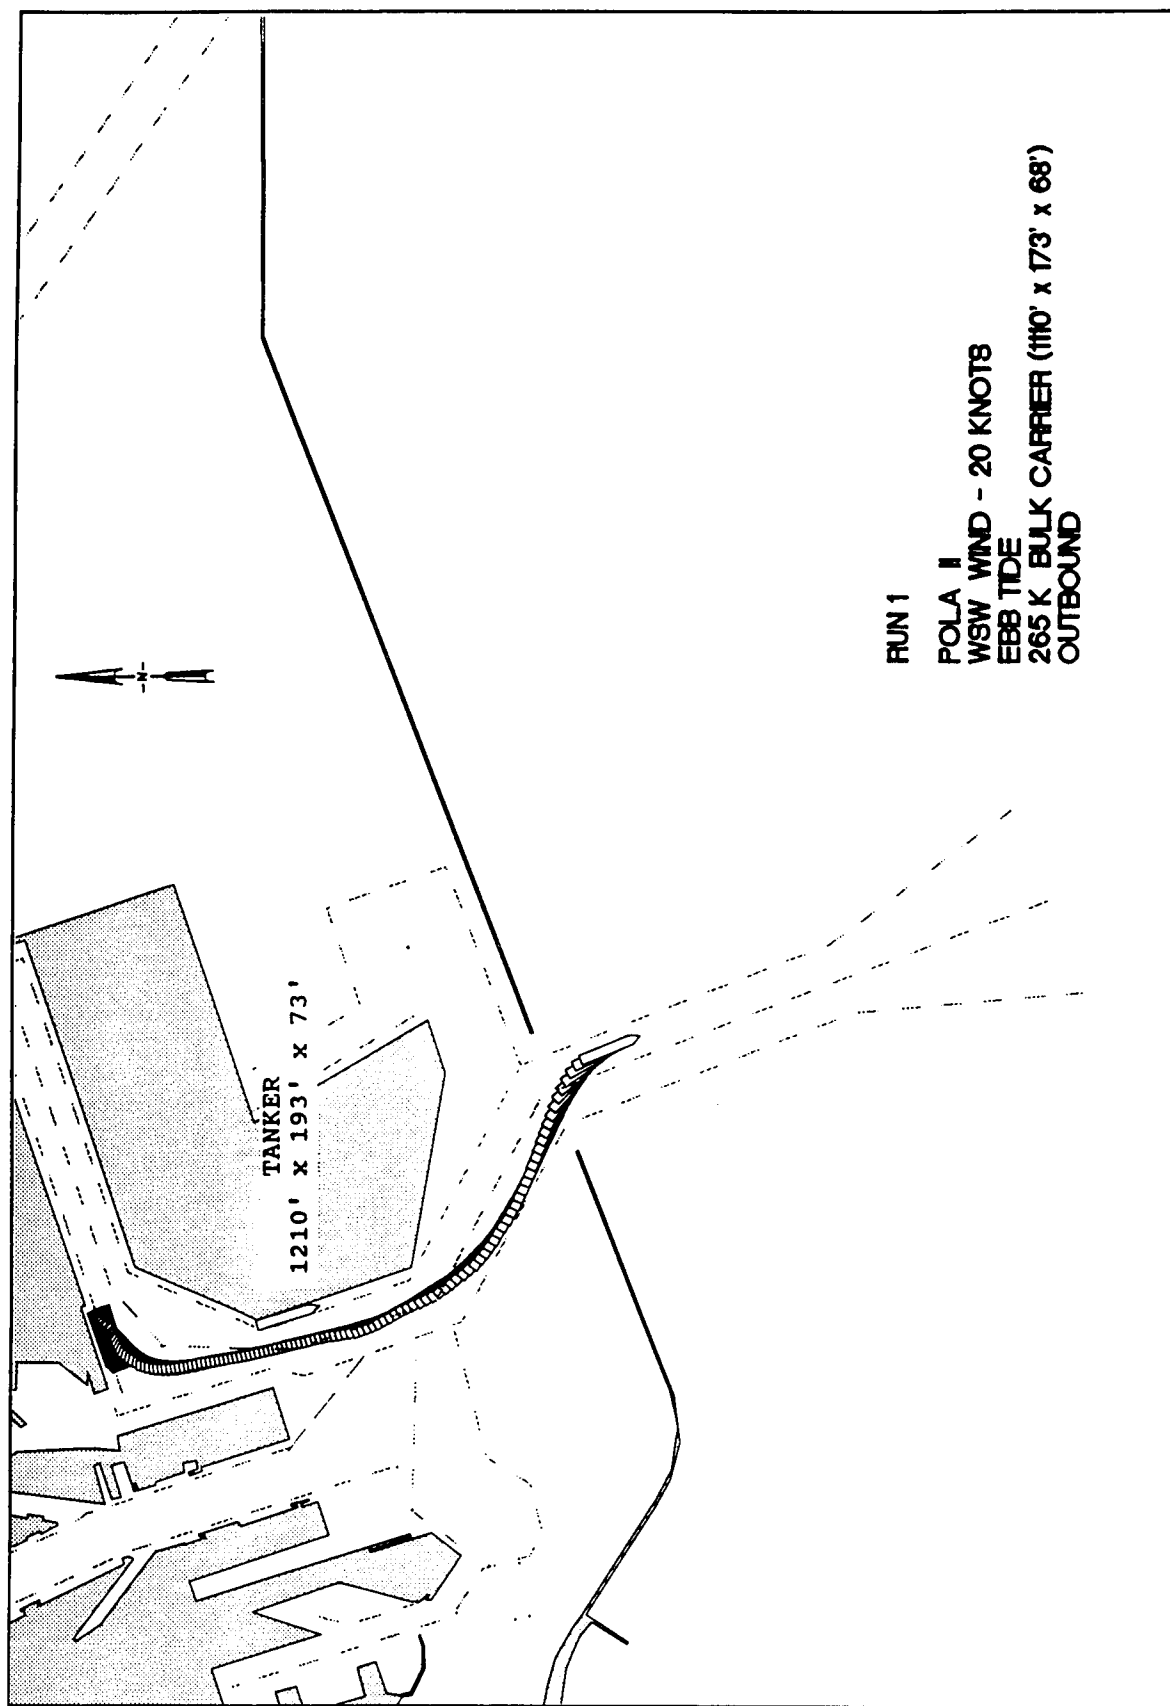 -N-
TANKER
1210' x 193' x 73'
RUN 1
POLA II
WSW WIND - 20 KNOTS
EBB TIDE
265 K BULK CARRIER (1110' x 173' x 68')
OUTBOUND